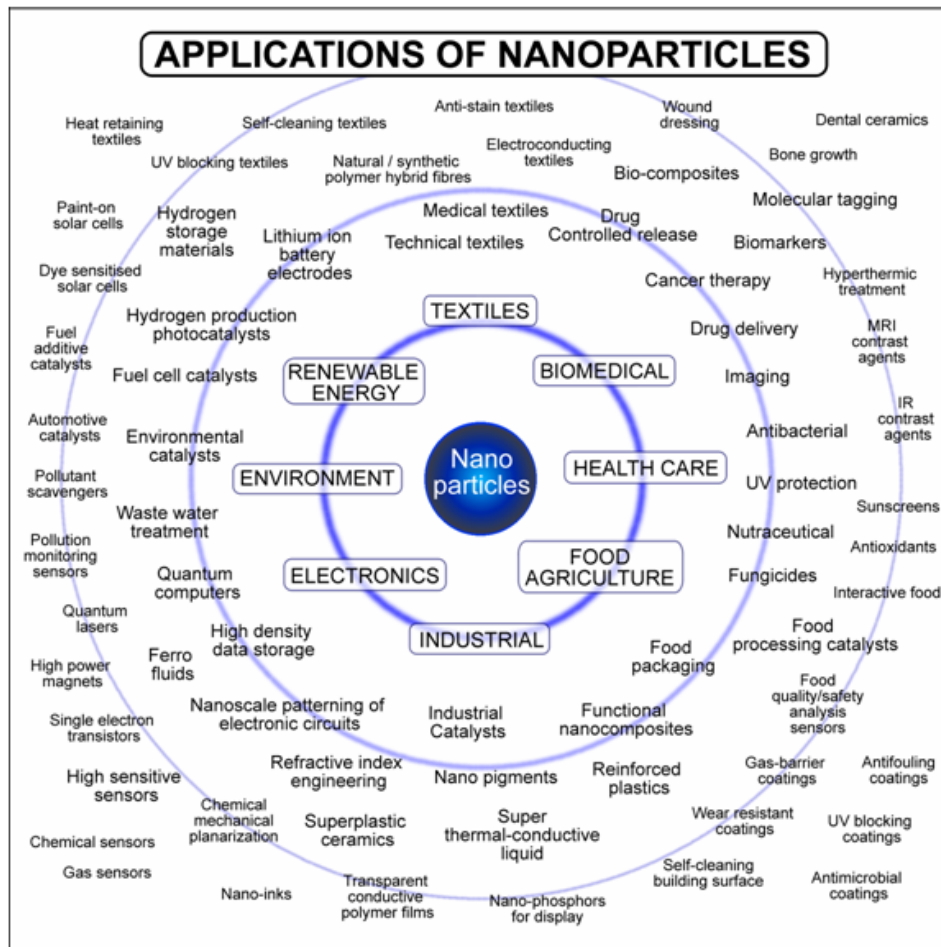 APPLICATIONS OF NANOPARTICLES
Heat retaining
textiles
Self-cleaning textiles
Anti-stain textiles
Wound
dressing
Dental ceramics
UV blocking textiles
Natural / synthetic
polymer hybrid fibres
Electroconducting
textiles
Bio-composites
Bone growth
Paint-on
solar cells
Hydrogen
storage
materials
Lithium ion
battery
electrodes
Medical textiles
Technical textiles
Drug
Controlled release
Molecular tagging
Biomarkers
Dye sensitised
solar cells
Cancer therapy
Hyperthermic
treatment
TEXTILES
Hydrogen production
photocatalysts
Drug delivery
MRI
contrast
agents
Fuel
additive
catalysts
Fuel cell catalysts
RENEWABLE
ENERGY
BIOMEDICAL
Imaging
IR
contrast
agents
Automotive
catalysts
Environmental
catalysts
Antibacterial
Pollutant
scavengers
ENVIRONMENT
Nano
particles
HEALTH CARE
UV protection
Sunscreens
Waste water
treatment
Nutraceutical
Pollution
monitoring
sensors
Antioxidants
Quantum
computers
ELECTRONICS
FOOD
AGRICULTURE
Fungicides
Interactive food
Quantum
lasers
High density
data storage
INDUSTRIAL
Food
packaging
Food
processing catalysts
High power
magnets
Ferro
fluids
Food
quality/safety
analysis
sensors
Single electron
transistors
Nanoscale patterning of
electronic circuits
Industrial
Catalysts
Functional
nanocomposites
High sensitive
sensors
Refractive index
engineering
Nano pigments
Reinforced
plastics
Gas-barrier
coatings
Antifouling
coatings
Chemical
mechanical
planarization
Superplastic
ceramics
Super
thermal-conductive
liquid
Wear resistant
coatings
UV blocking
coatings
Chemical sensors
Gas sensors
Self-cleaning
building surface
Antimicrobial
coatings
Nano-inks
Transparent
conductive
polymer films
Nano-phosphors
for display